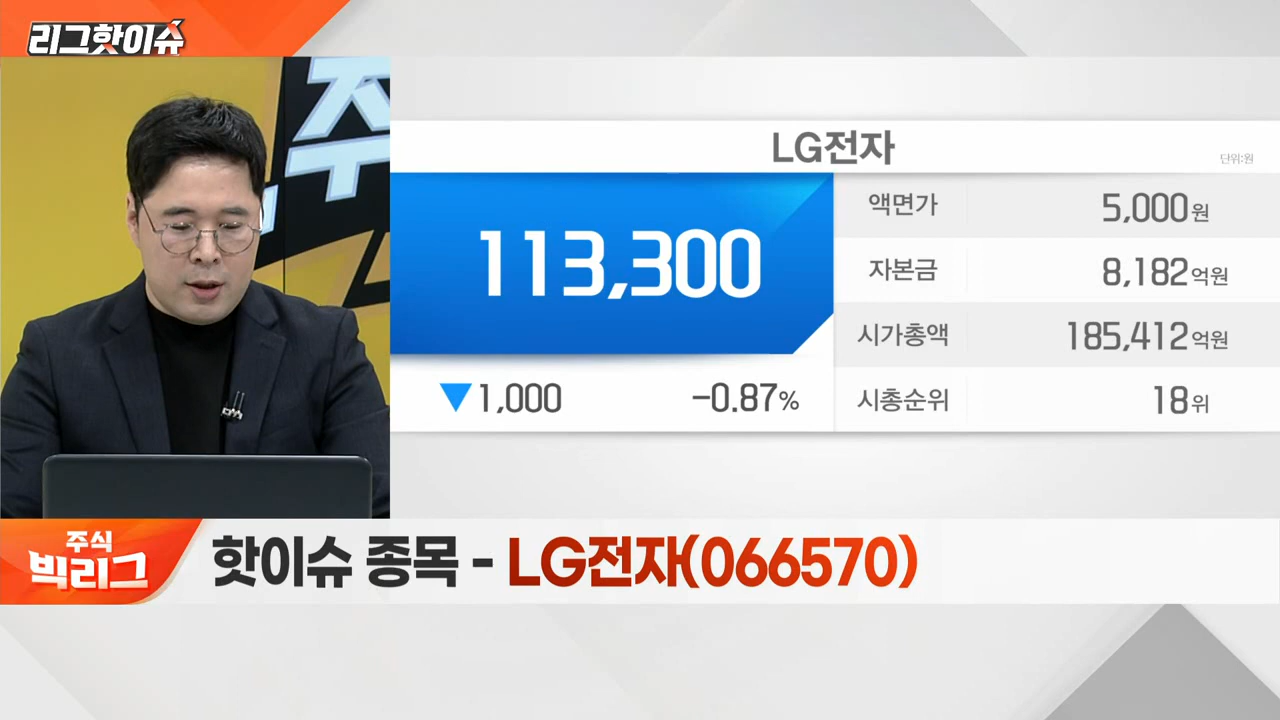 리그핫이슈
주
LG전자
단위:원
113,300
▼1,000 -0.87%
액면가 5,000원
자본금 8,182억원
시가총액 185,412억원
시총순위 18위
주식
빅리그
핫이슈 종목 - LG전자(066570)